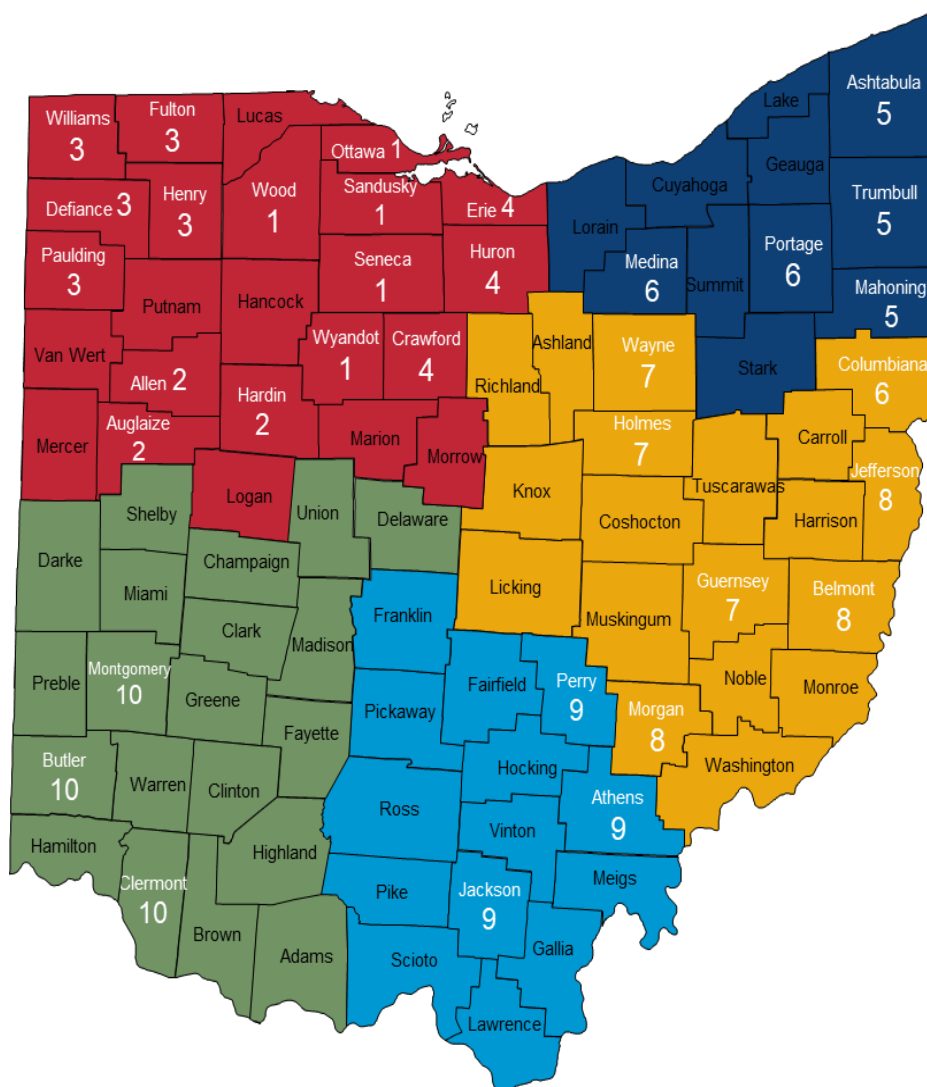 Ashtabula
5
Lake
Geauga
Cuyahoga
Trumbull
5
Lorain
Medina
6
Summit
Portage
6
Mahoning
5
Stark
Williams
3
Fulton
3
Lucas
Ottawa 1
Defiance 3
Henry
3
Wood
1
Sandusky
1
Erie 4
Paulding
3
Seneca
1
Huron
4
Putnam
Hancock
Van Wert
Allen 2
Wyandot
1
Crawford
4
Hardin
2
Mercer
Auglaize
2
Marion
Morrow
Logan
Richland
Ashland
Wayne
7
Columbiana
6
Holmes
7
Carroll
Knox
Coshocton
Tuscarawas
Jefferson
8
Harrison
Licking
Muskingum
Guernsey
7
Belmont
8
Noble
Monroe
Morgan
8
Washington
Shelby
Union
Delaware
Darke
Champaign
Miami
Clark
Madison
Preble
Montgomery
10
Greene
Fayette
Butler
10
Warren
Clinton
Hamilton
Highland
Clermont
10
Brown
Adams
Franklin
Fairfield
Perry
9
Pickaway
Hocking
Ross
Athens
9
Vinton
Pike
Jackson
9
Meigs
Gallia
Scioto
Lawrence